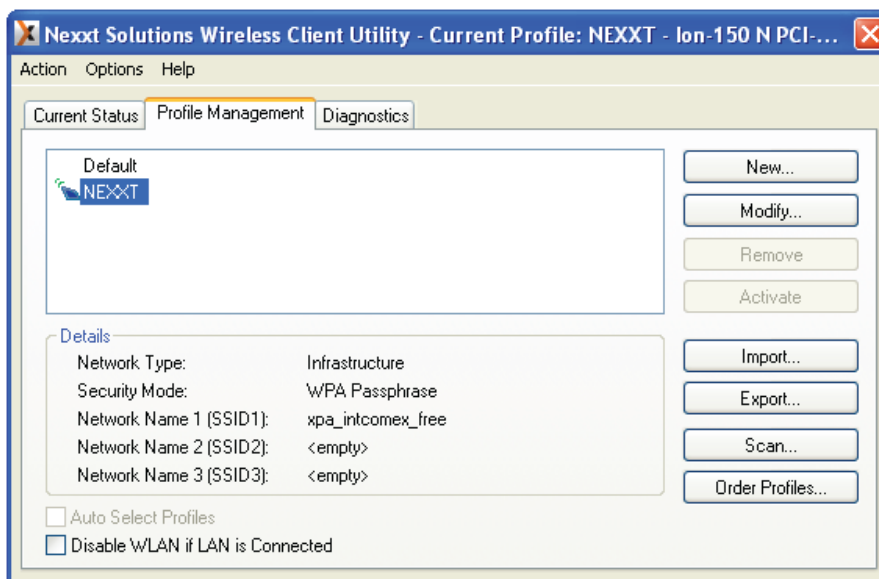 Nexxt Solutions Wireless Client Utility - Current Profile: NEXXT - Ion-150 N PCI-...
Action Options Help
Current Status Profile Management Diagnostics
Default
NEXXT
New...
Modify...
Remove
Activate
Details
Network Type: Infrastructure
Security Mode: WPA Passphrase
Network Name 1 (SSID1): xpa_intcomex_free
Network Name 2 (SSID2): <empty>
Network Name 3 (SSID3): <empty>
Import...
Export...
Scan...
Order Profiles...
Auto Select Profiles
Disable WLAN if LAN is Connected